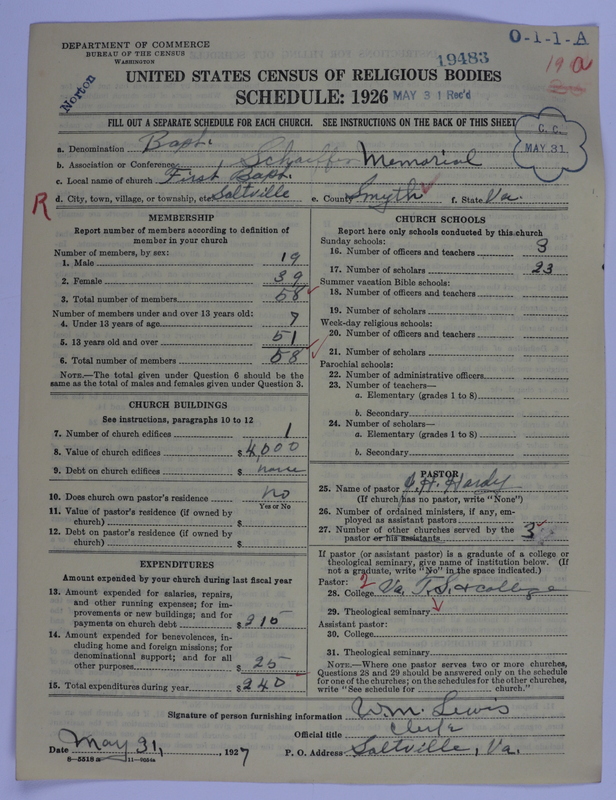 DEPARTMENT OF COMMERCE
BUREAU OF THE CENSUS
WASHINGTON
Norton
19483
0-1-1-A
19 a
UNITED STATES CENSUS OF RELIGIOUS BODIES
SCHEDULE: 1926 MAY 31 Rec'd
FILL OUT A SEPARATE SCHEDULE FOR EACH CHURCH. SEE INSTRUCTIONS ON THE BACK OF THIS SHEET
C. C.
MAY 31
a. Denomination Bapt.
b. Association or Conference Schaeffer Memorial
c. Local name of church First Bapt.
R d. City, town, village, or township, etc. Saltville e. County Smyth f. State Va.
MEMBERSHIP
Report number of members according to definition of
member in your church
Number of members, by sex:
1. Male 19
2. Female 39
3. Total number of members 58
Number of members under and over 13 years old:
4. Under 13 years of age 7
5. 13 years old and over 51
6. Total number of members 58
NOTE.—The total given under Question 6 should be
same as the total of males and females given under Question 3.
CHURCH BUILDINGS
See instructions, paragraphs 10 to 12
7. Number of church edifices 1
8. Value of church edifices $4,000
9. Debt on church edifices $ none
10. Does church own pastor's residence No
Yes or No
11. Value of pastor's residence (if owned by
church) $
12. Debt on pastor's residence (if owned by
church) $
EXPENDITURES
Amount expended by your church during last fiscal year
13. Amount expended for salaries, repairs,
and other running expenses; for im-
provements or new buildings; and for
payments on church debt $215
14. Amount expended for benevolences, in-
cluding home and foreign missions; for
denominational support; and for all
other purposes $25
15. Total expenditures during year $240
CHURCH SCHOOLS
Report here only schools conducted by this church
Sunday schools:
16. Number of officers and teachers 3
17. Number of scholars 23
Summer vacation Bible schools:
18. Number of officers and teachers
19. Number of scholars
Week-day religious schools:
20. Number of officers and teachers
21. Number of scholars
Parochial schools:
22. Number of administrative officers
23. Number of teachers—
a. Elementary (grades 1 to 8)
b. Secondary
24. Number of scholars—
a. Elementary (grades 1 to 8)
b. Secondary
PASTOR
25. Name of pastor J. H. Hardy
(If church has no pastor, write "None")
26. Number of ordained ministers, if any, em-
ployed as assistant pastors
27. Number of other churches served by the
pastor or his assistants 3
If pastor (or assistant pastor) is a graduate of a college or
theological seminary, give name of institution below. (If
not a graduate, write "No" in the space indicated.)
Pastor: 2
28. College Va. T. S. & college
29. Theological seminary
Assistant pastor:
30. College
31. Theological seminary
NOTE.—Where one pastor serves two or more churches,
Questions 28 and 29 should be answered only on the schedule
for one of the churches; on the schedules for the other churches,
write "See schedule for church."
Signature of person furnishing information W.M. Lewis
Official title Clerk
Date May 31, 1927 P. O. Address Saltville, Va.
8—5518 a 11—9054a